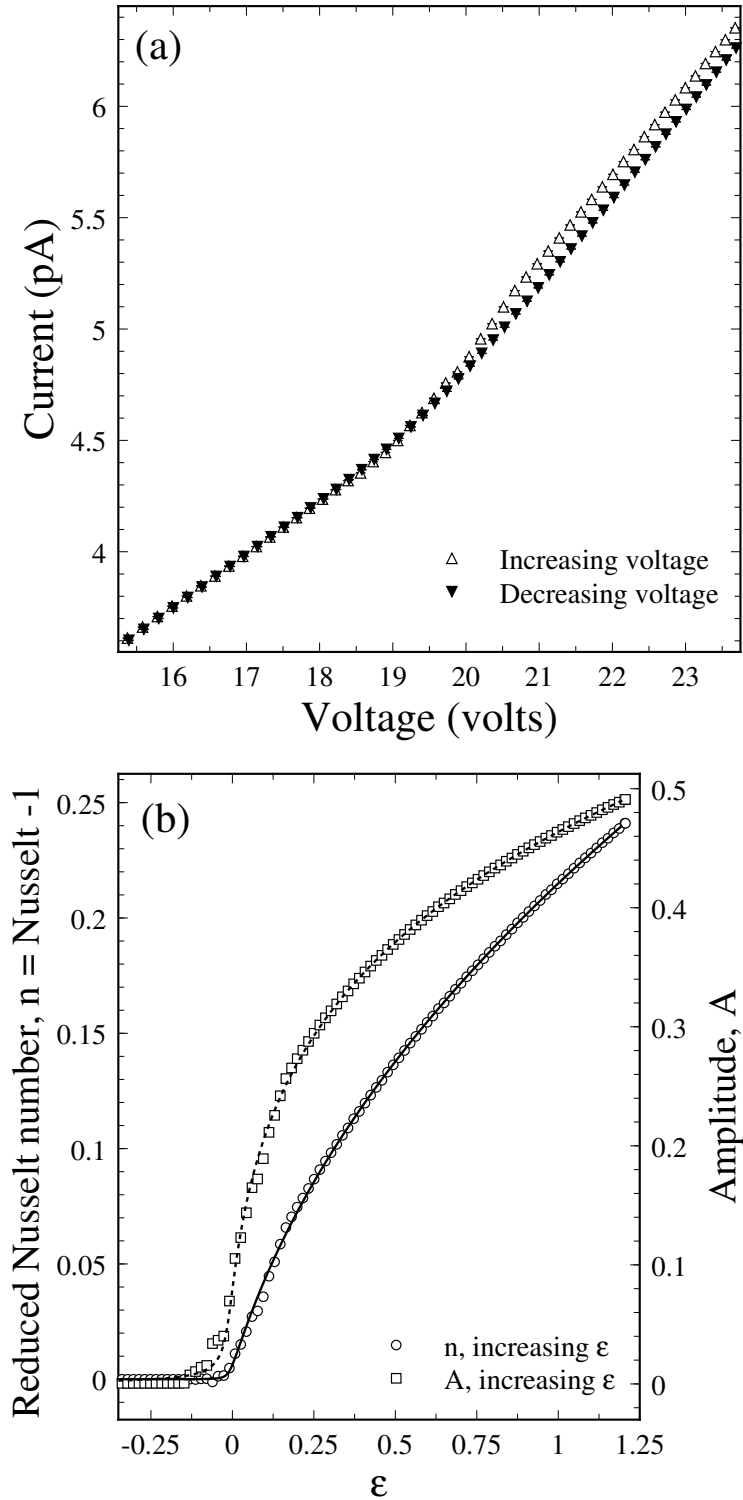 (a)
6
5.5
5
4.5
4
Current (pA)
Increasing voltage
Decreasing voltage
16 17 18 19 20 21 22 23
Voltage (volts)
(b)
0.25
0.2
0.15
0.1
0.05
0
Reduced Nusselt number, n = Nusselt -1
0.5
0.4
0.3
0.2
0.1
0
Amplitude, A
n, increasing ε
A, increasing ε
-0.25 0 0.25 0.5 0.75 1 1.25
ε